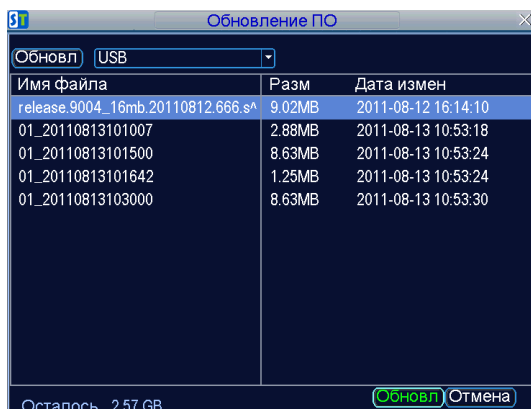 ST Обновление ПО
Обновл USB
Имя файла Разм Дата измен
release.9004_16mb.20110812.666.s^ 9.02MB 2011-08-12 16:14:10
01_20110813101007 2.88MB 2011-08-13 10:53:18
01_20110813101500 8.63MB 2011-08-13 10:53:24
01_20110813101642 1.25MB 2011-08-13 10:53:24
01_20110813103000 8.63MB 2011-08-13 10:53:30
Осталось 2.57 GB Обновл Отмена